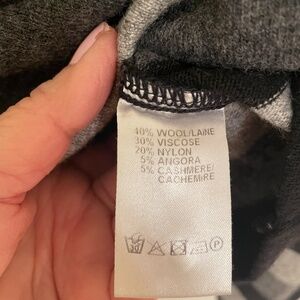 40% WOOL/LAINE
30% VISCOSE
20% NYLON
5% ANGORA
5% CASHMERE/
CACHEMIRE